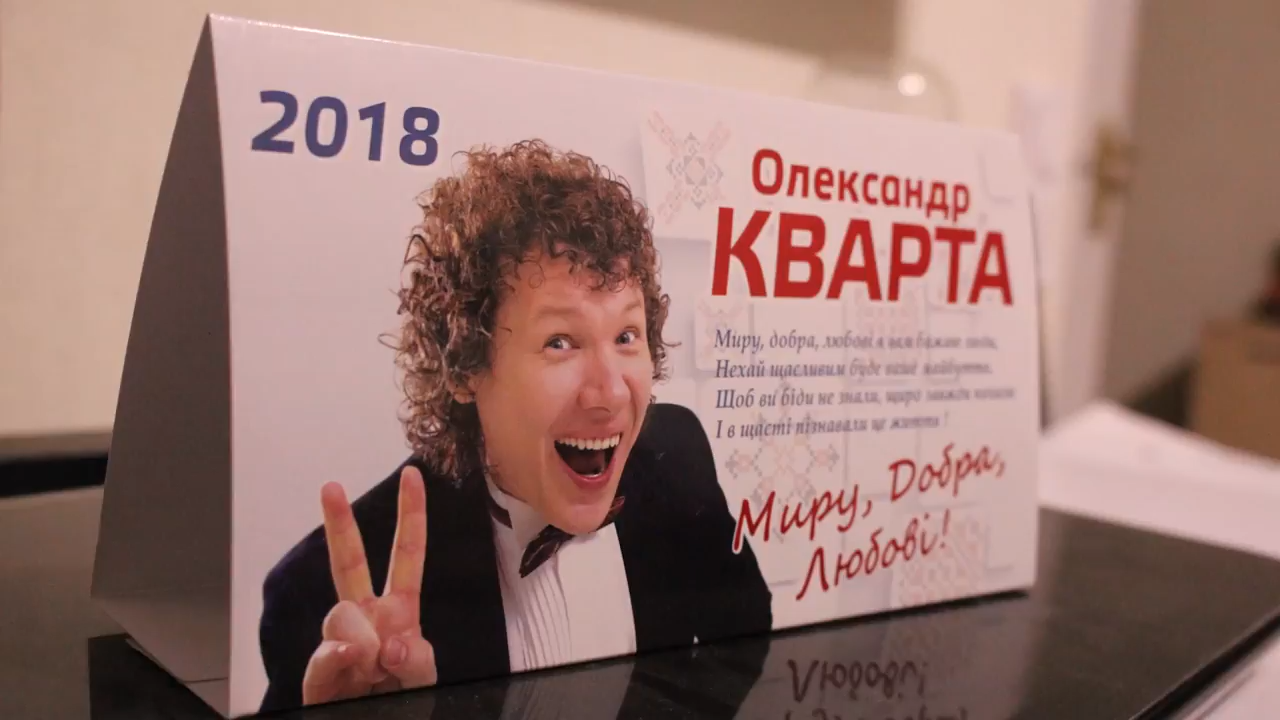 2018
Олександр
КВАРТА
Миру, добра, любові я вам бажаю
Нехай щасливим буде ваше майбуття,
Щоб ви біди не знали, щиро завжди
І в щасті пізнавали це життя!
Миру, Добра,
Любові!